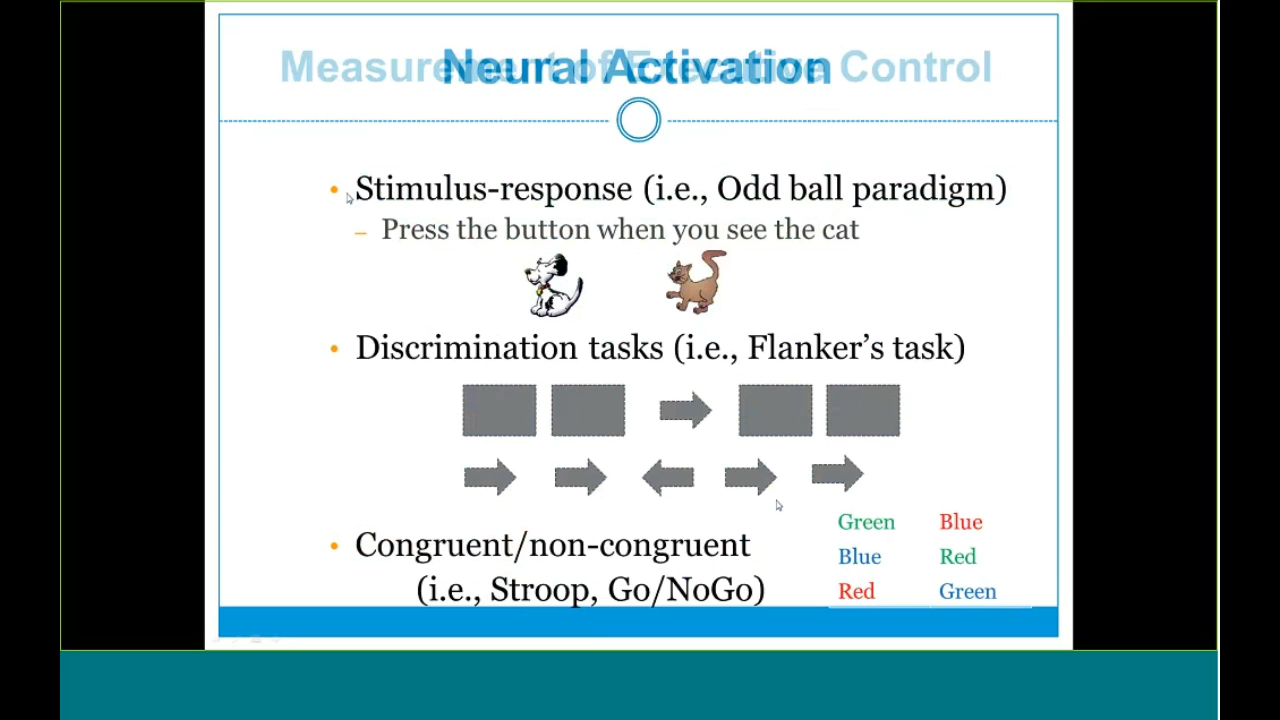 Measurement of Executive Control
Neural Activation
• Stimulus-response (i.e., Odd ball paradigm)
– Press the button when you see the cat
• Discrimination tasks (i.e., Flanker’s task)
• Congruent/non-congruent
(i.e., Stroop, Go/NoGo)
Green Blue
Blue Red
Red Green